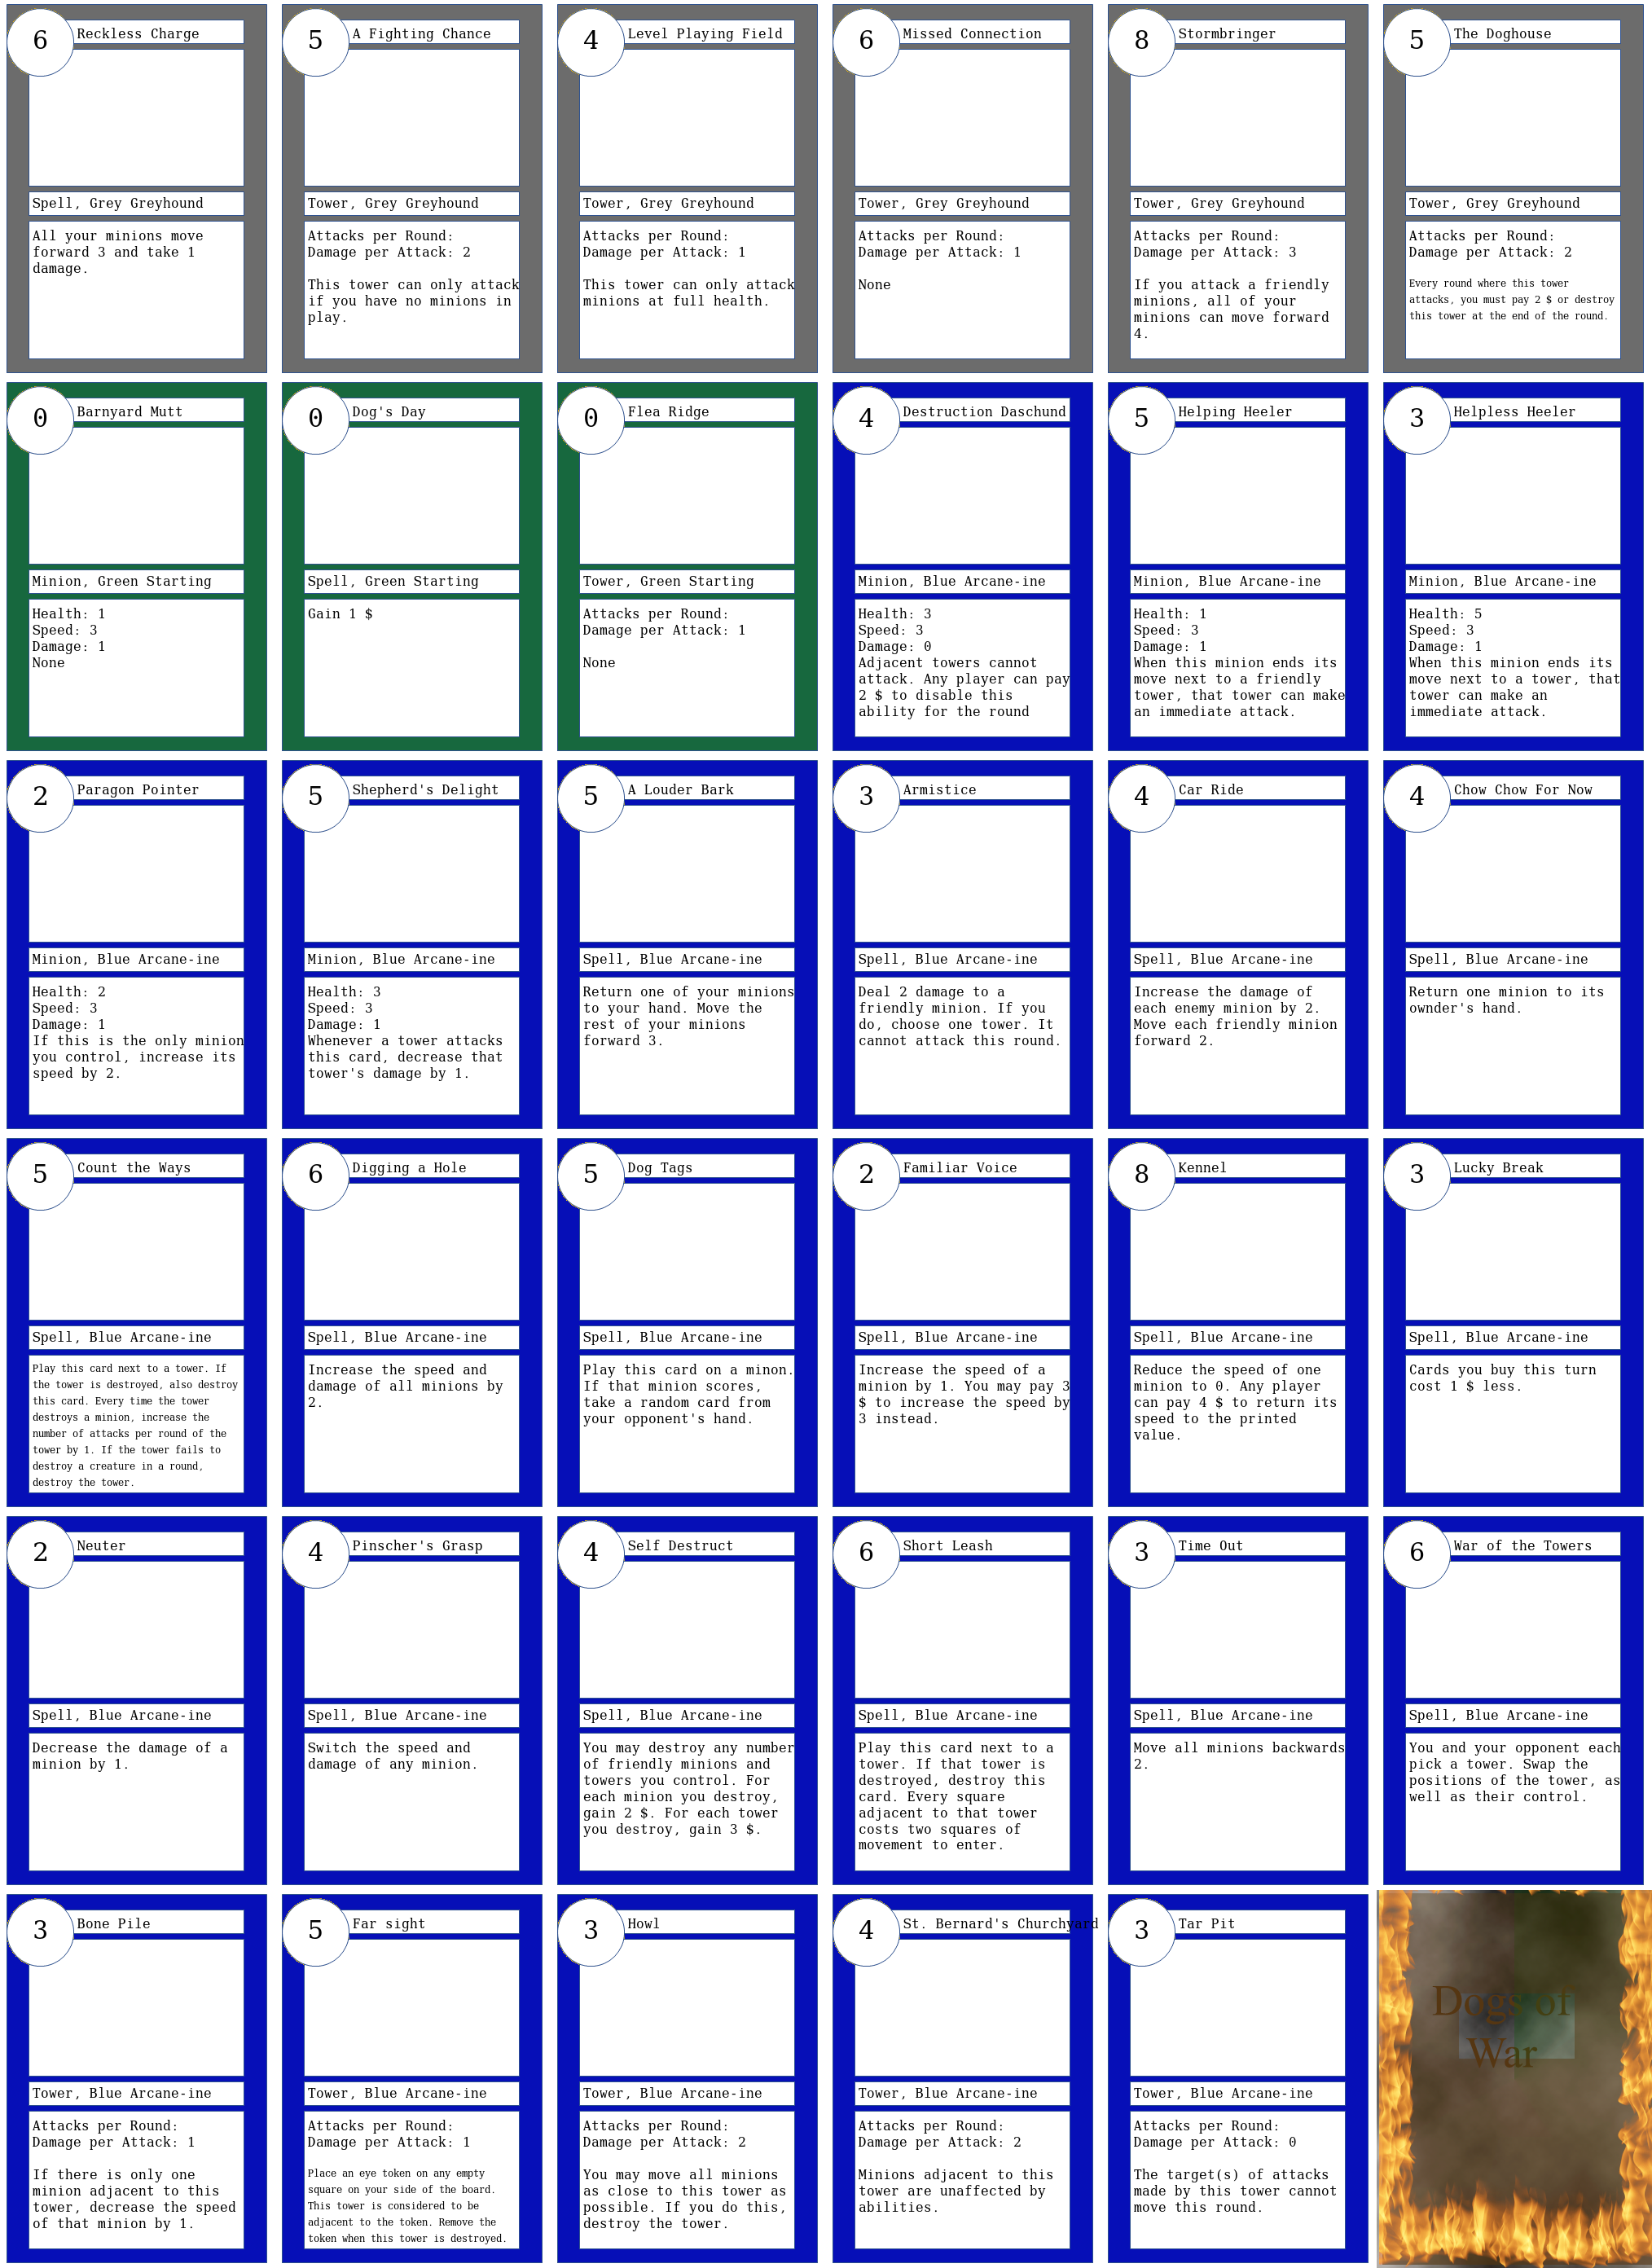 6
Reckless Charge
Spell, Grey Greyhound
All your minions move
forward 3 and take 1
damage.
5
A Fighting Chance
Tower, Grey Greyhound
Attacks per Round:
Damage per Attack: 2
This tower can only attack
if you have no minions in
play.
4
Level Playing Field
Tower, Grey Greyhound
Attacks per Round:
Damage per Attack: 1
This tower can only attack
minions at full health.
6
Missed Connection
Tower, Grey Greyhound
Attacks per Round:
Damage per Attack: 1
None
8
Stormbringer
Tower, Grey Greyhound
Attacks per Round:
Damage per Attack: 3
If you attack a friendly
minions, all of your
minions can move forward
4.
5
The Doghouse
Tower, Grey Greyhound
Attacks per Round:
Damage per Attack: 2
Every round where this tower
attacks, you must pay 2 $ or destroy
this tower at the end of the round.
0
Barnyard Mutt
Minion, Green Starting
Health: 1
Speed: 3
Damage: 1
None
0
Dog's Day
Spell, Green Starting
Gain 1 $
0
Flea Ridge
Tower, Green Starting
Attacks per Round:
Damage per Attack: 1
None
4
Destruction Daschund
Minion, Blue Arcane-ine
Health: 3
Speed: 3
Damage: 0
Adjacent towers cannot
attack. Any player can pay
2 $ to disable this
ability for the round
5
Helping Heeler
Minion, Blue Arcane-ine
Health: 1
Speed: 3
Damage: 1
When this minion ends its
move next to a friendly
tower, that tower can make
an immediate attack.
3
Helpless Heeler
Minion, Blue Arcane-ine
Health: 5
Speed: 3
Damage: 1
When this minion ends its
move next to a tower, that
tower can make an
immediate attack.
2
Paragon Pointer
Minion, Blue Arcane-ine
Health: 2
Speed: 3
Damage: 1
If this is the only minion
you control, increase its
speed by 2.
5
Shepherd's Delight
Minion, Blue Arcane-ine
Health: 3
Speed: 3
Damage: 1
Whenever a tower attacks
this card, decrease that
tower's damage by 1.
5
A Louder Bark
Spell, Blue Arcane-ine
Return one of your minions
to your hand. Move the
rest of your minions
forward 3.
3
Armistice
Spell, Blue Arcane-ine
Deal 2 damage to a
friendly minion. If you
do, choose one tower. It
cannot attack this round.
4
Car Ride
Spell, Blue Arcane-ine
Increase the damage of
each enemy minion by 2.
Move each friendly minion
forward 2.
4
Chow Chow For Now
Spell, Blue Arcane-ine
Return one minion to its
ownder's hand.
5
Count the Ways
Spell, Blue Arcane-ine
Play this card next to a tower. If
the tower is destroyed, also destroy
this card. Every time the tower
destroys a minion, increase the
number of attacks per round of the
tower by 1. If the tower fails to
destroy a creature in a round,
destroy the tower.
6
Digging a Hole
Spell, Blue Arcane-ine
Increase the speed and
damage of all minions by
2.
5
Dog Tags
Spell, Blue Arcane-ine
Play this card on a minon.
If that minion scores,
take a random card from
your opponent's hand.
2
Familiar Voice
Spell, Blue Arcane-ine
Increase the speed of a
minion by 1. You may pay 3
$ to increase the speed by
3 instead.
8
Kennel
Spell, Blue Arcane-ine
Reduce the speed of one
minion to 0. Any player
can pay 4 $ to return its
speed to the printed
value.
3
Lucky Break
Spell, Blue Arcane-ine
Cards you buy this turn
cost 1 $ less.
2
Neuter
Spell, Blue Arcane-ine
Decrease the damage of a
minion by 1.
4
Pinscher's Grasp
Spell, Blue Arcane-ine
Switch the speed and
damage of any minion.
4
Self Destruct
Spell, Blue Arcane-ine
You may destroy any number
of friendly minions and
towers you control. For
each minion you destroy,
gain 2 $. For each tower
you destroy, gain 3 $.
6
Short Leash
Spell, Blue Arcane-ine
Play this card next to a
tower. If that tower is
destroyed, destroy this
card. Every square
adjacent to that tower
costs two squares of
movement to enter.
3
Time Out
Spell, Blue Arcane-ine
Move all minions backwards
2.
6
War of the Towers
Spell, Blue Arcane-ine
You and your opponent each
pick a tower. Swap the
positions of the tower, as
well as their control.
3
Bone Pile
Tower, Blue Arcane-ine
Attacks per Round:
Damage per Attack: 1
If there is only one
minion adjacent to this
tower, decrease the speed
of that minion by 1.
5
Far sight
Tower, Blue Arcane-ine
Attacks per Round:
Damage per Attack: 1
Place an eye token on any empty
square on your side of the board.
This tower is considered to be
adjacent to the token. Remove the
token when this tower is destroyed.
3
Howl
Tower, Blue Arcane-ine
Attacks per Round:
Damage per Attack: 2
You may move all minions
as close to this tower as
possible. If you do this,
destroy the tower.
4
St. Bernard's Churchyard
Tower, Blue Arcane-ine
Attacks per Round:
Damage per Attack: 2
Minions adjacent to this
tower are unaffected by
abilities.
3
Tar Pit
Tower, Blue Arcane-ine
Attacks per Round:
Damage per Attack: 0
The target(s) of attacks
made by this tower cannot
move this round.
Dogs of
War